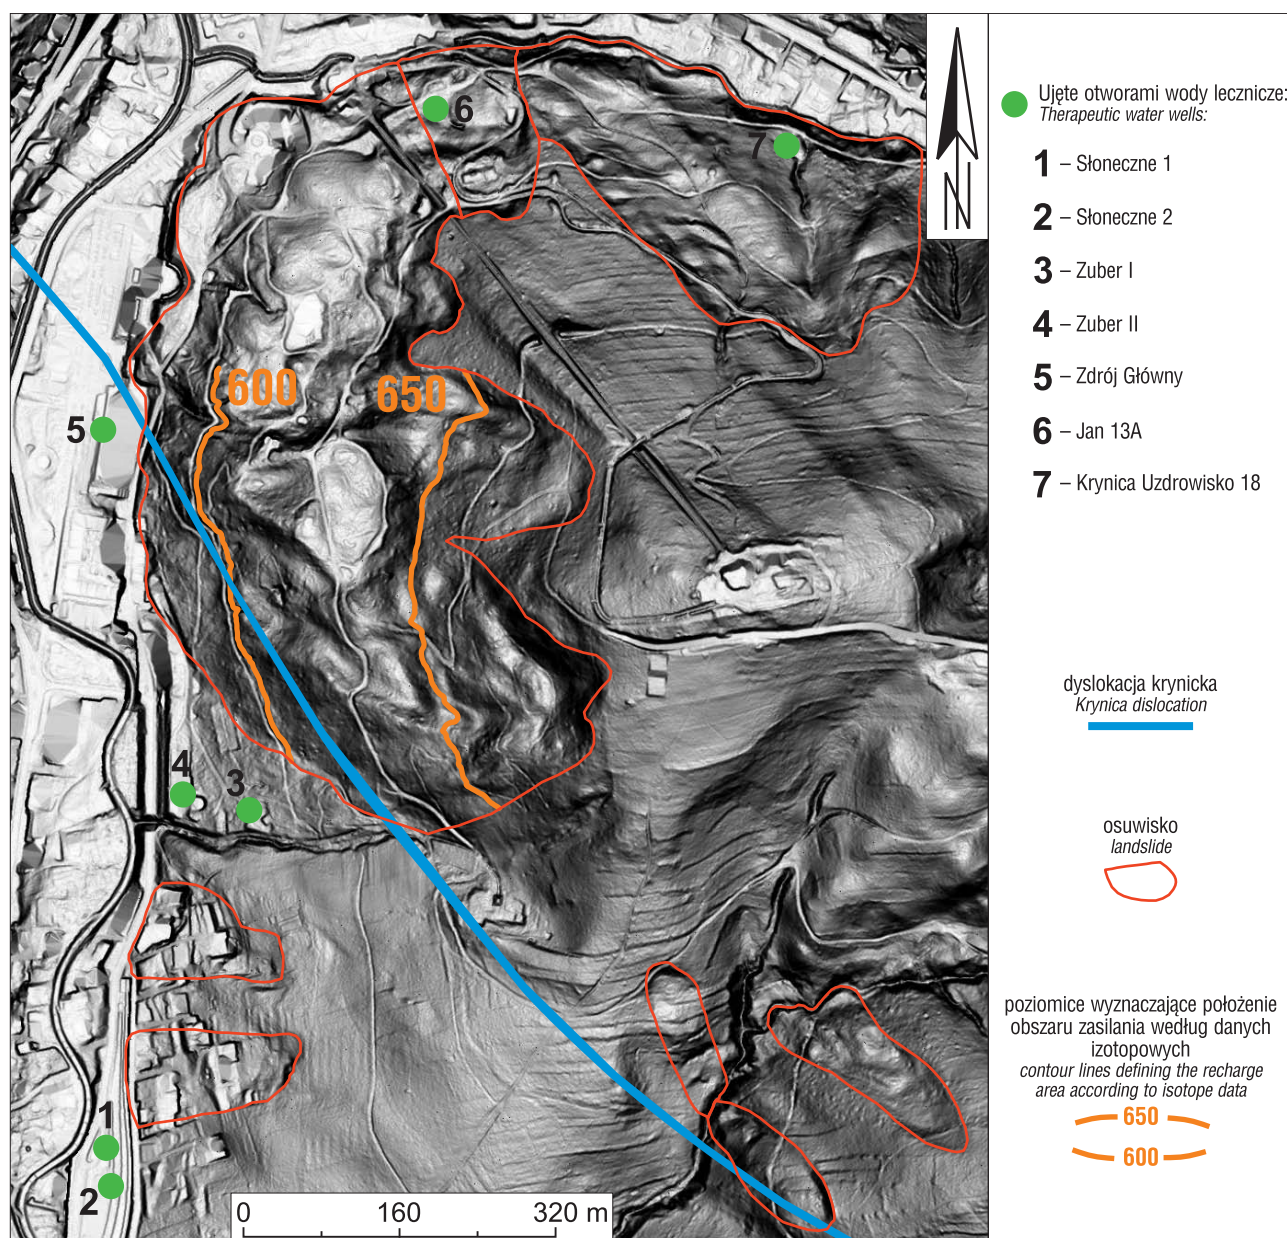 6
7
600
650
5
4
3
1
2
0 160 320 m
N
Ujęte otworami wody lecznicze:
Therapeutic water wells:
1 – Słoneczne 1
2 – Słoneczne 2
3 – Zuber I
4 – Zuber II
5 – Zdrój Główny
6 – Jan 13A
7 – Krynica Uzdrowisko 18
dyslokacja krynicka
Krynica dislocation
osuwisko
landslide
poziomice wyznaczające położenie
obszaru zasilania według danych
izotopowych
contour lines defining the recharge
area according to isotope data
650
600